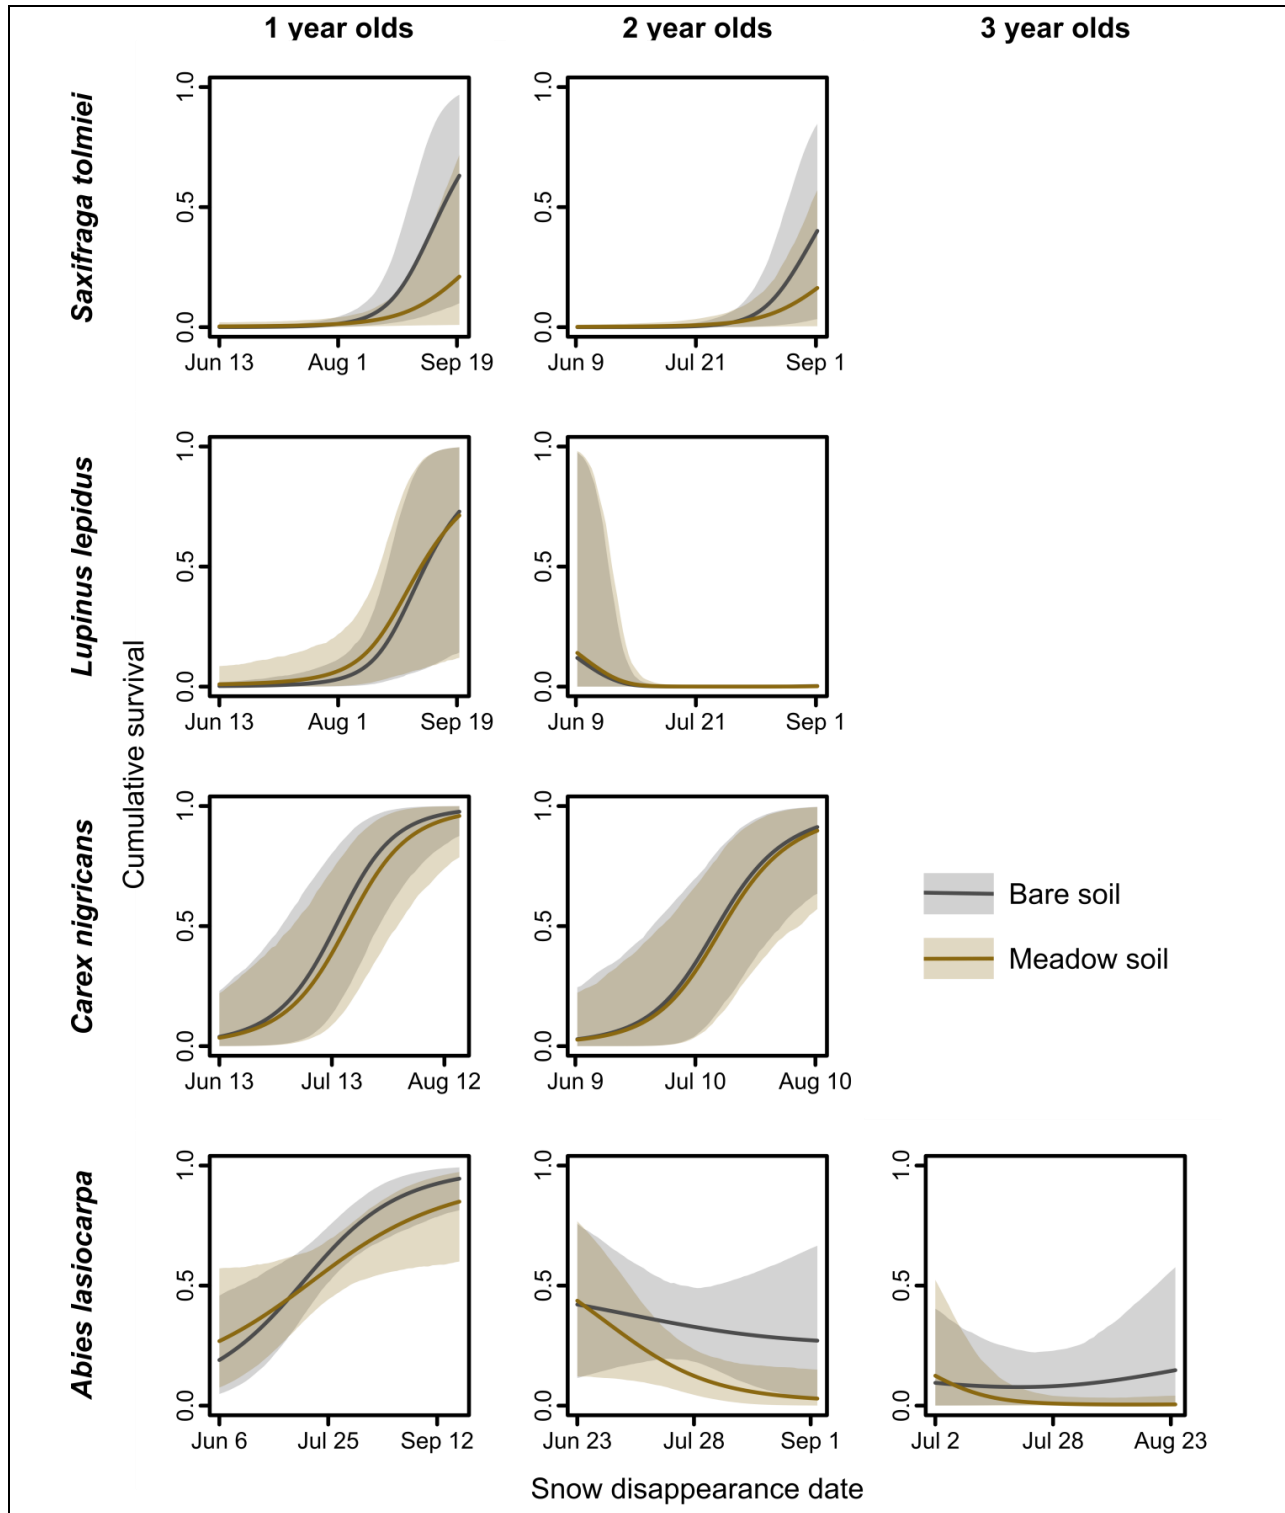 1 year olds 2 year olds 3 year olds
Saxifraga tolmiei
1.0 0.5 0.0
Jun 13 Aug 1 Sep 19
1.0 0.5 0.0
Jun 9 Jul 21 Sep 1
Lupinus lepidus
1.0 0.5 0.0
Jun 13 Aug 1 Sep 19
1.0 0.5 0.0
Jun 9 Jul 21 Sep 1
Cumulative survival
Carex nigricans
1.0 0.5 0.0
Jun 13 Jul 13 Aug 12
1.0 0.5 0.0
Jun 9 Jul 10 Aug 10
Bare soil
Meadow soil
Abies lasiocarpa
1.0 0.5 0.0
Jun 6 Jul 25 Sep 12
1.0 0.5 0.0
Jun 23 Jul 28 Sep 1
1.0 0.5 0.0
Jul 2 Jul 28 Aug 23
Snow disappearance date